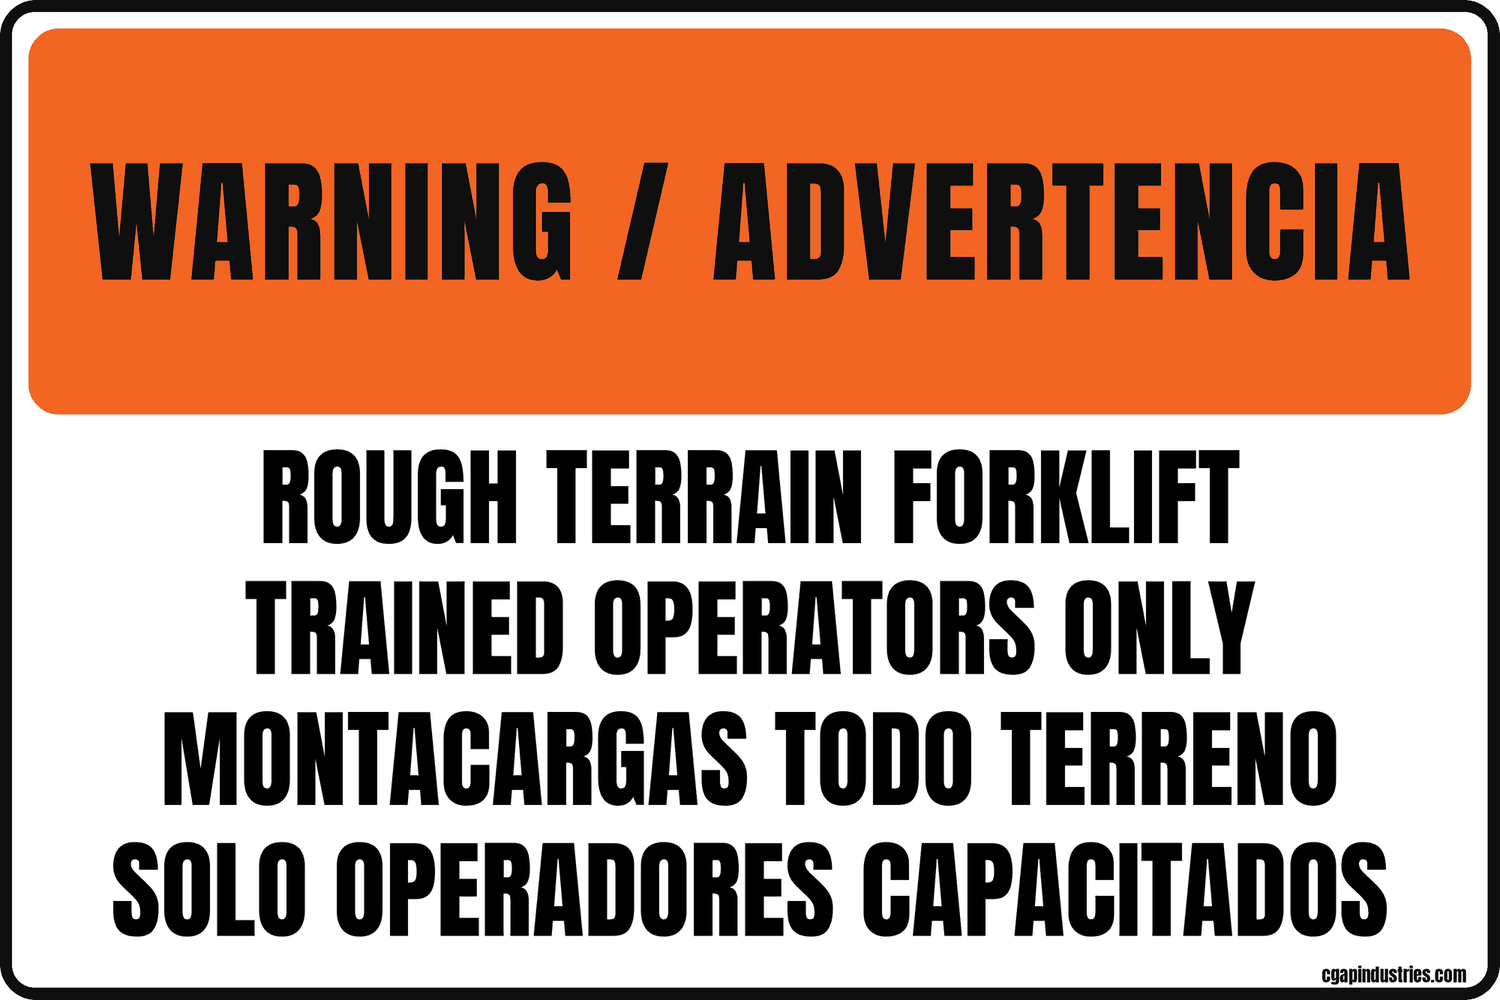 WARNING / ADVERTENCIA
ROUGH TERRAIN FORKLIFT
TRAINED OPERATORS ONLY
MONTACARGAS TODO TERRENO
SOLO OPERADORES CAPACITADOS
cgapindustries.com